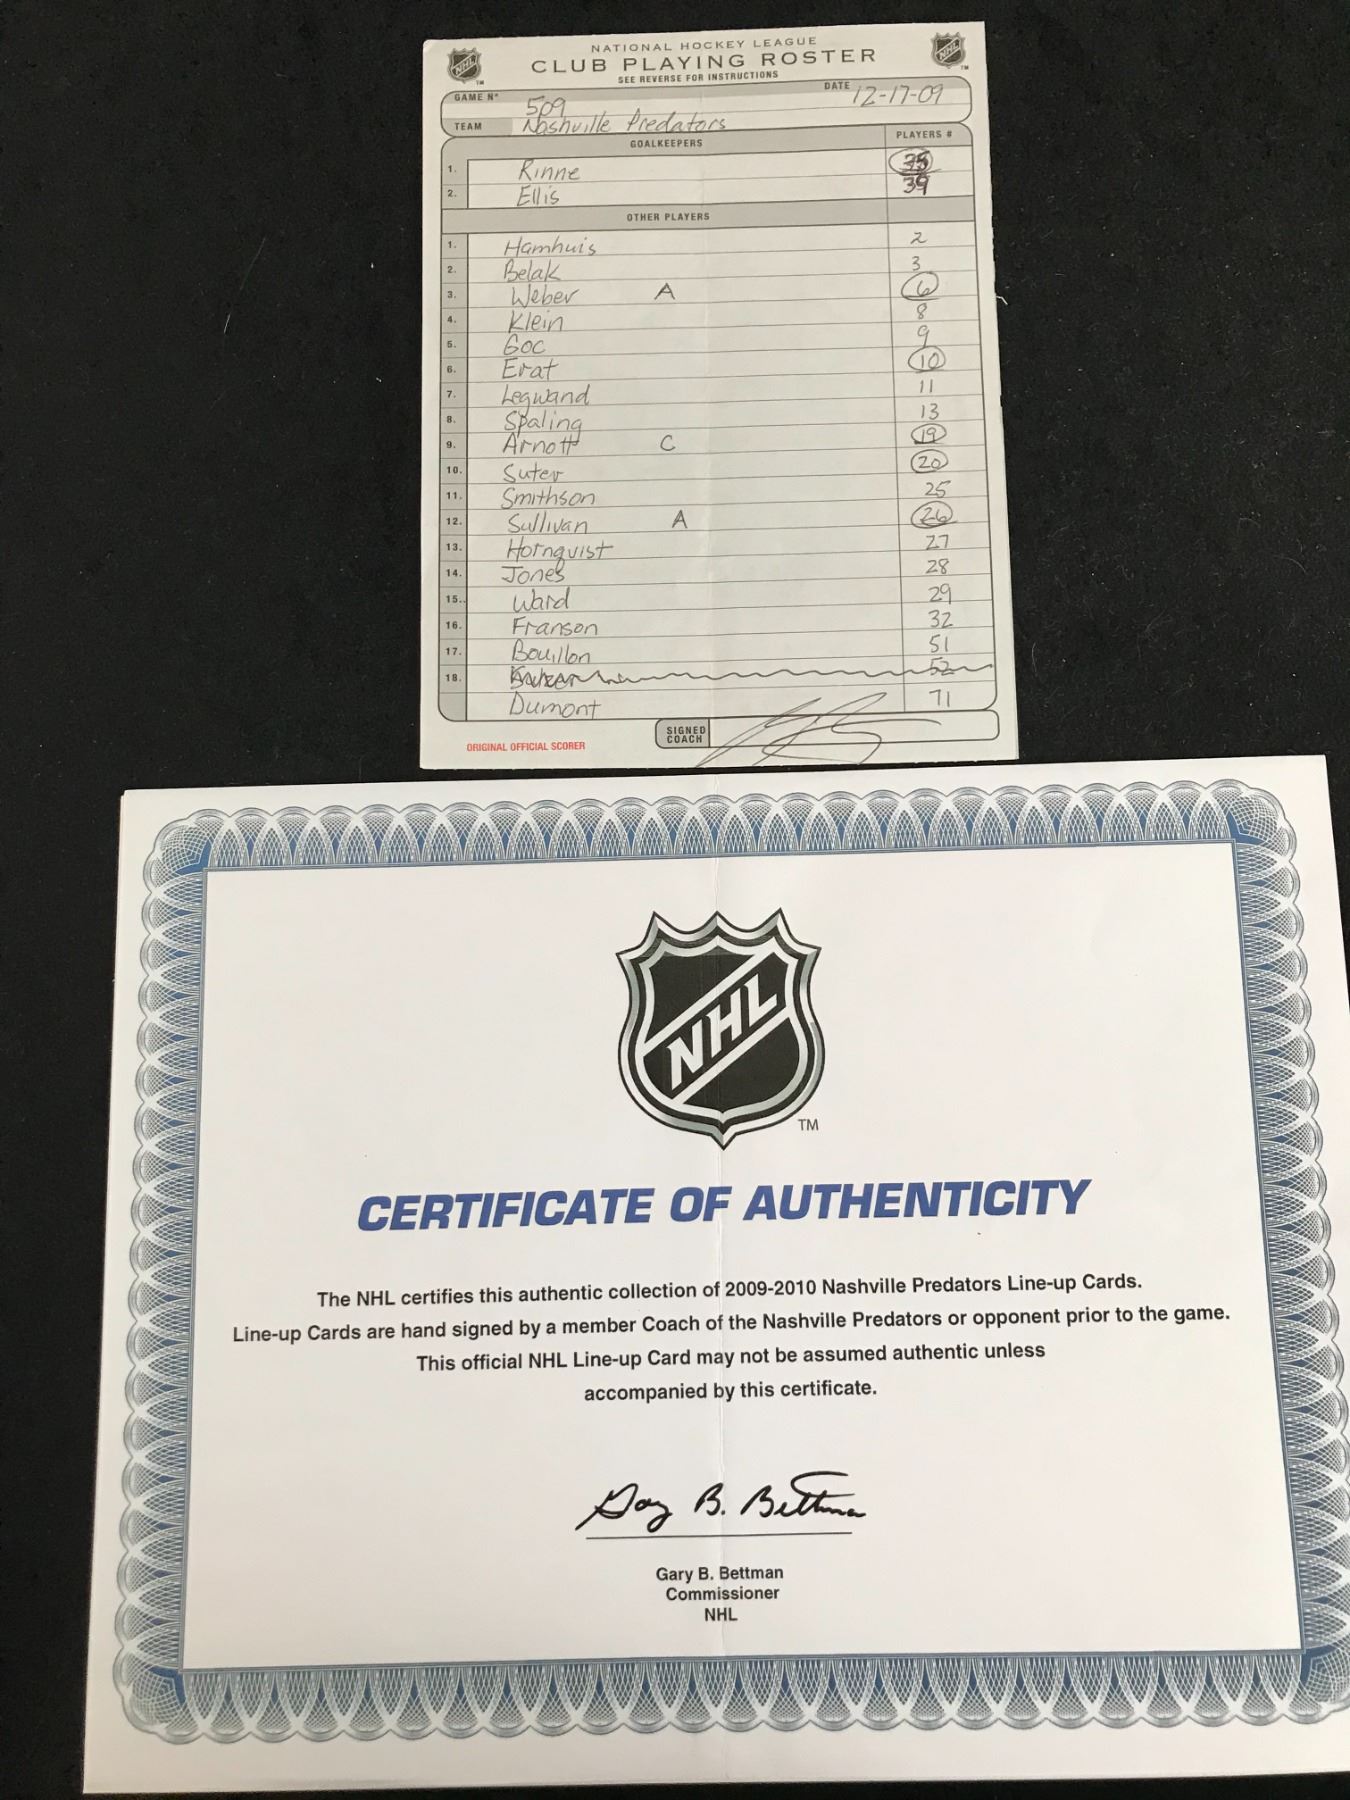 NHL TM
NATIONAL HOCKEY LEAGUE
CLUB PLAYING ROSTER
SEE REVERSE FOR INSTRUCTIONS
NHL TM
GAME N° 509 DATE 12-17-09
TEAM Nashville Predators
GOALKEEPERS PLAYERS #
1. Rinne 35
2. Ellis 39
OTHER PLAYERS
1. Hamhuis 2
2. Belak 3
3. Weber A 6
4. Klein 8
5. Goc 9
6. Erat 10
7. Legwand 11
8. Spaling 13
9. Arnott C 19
10. Suter 20
11. Smithson 25
12. Sullivan A 26
13. Hornqvist 27
14. Jones 28
15.. Ward 29
16. Franson 32
17. Bouillon 51
18. 52
Dumont 71
ORIGINAL OFFICIAL SCORER
SIGNED
COACH
NHL
TM
CERTIFICATE OF AUTHENTICITY
The NHL certifies this authentic collection of 2009-2010 Nashville Predators Line-up Cards.
Line-up Cards are hand signed by a member Coach of the Nashville Predators or opponent prior to the game.
This official NHL Line-up Card may not be assumed authentic unless
accompanied by this certificate.
Gary B. Bettman
Gary B. Bettman
Commissioner
NHL